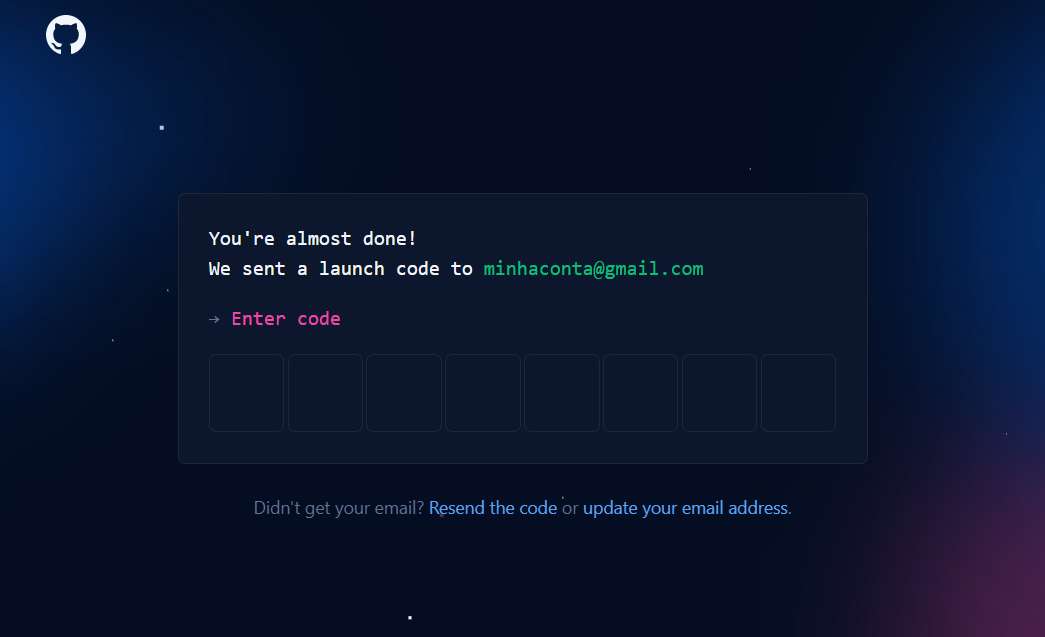 You're almost done!
We sent a launch code to minhaconta@gmail.com
→ Enter code
Didn't get your email? Resend the code or update your email address.